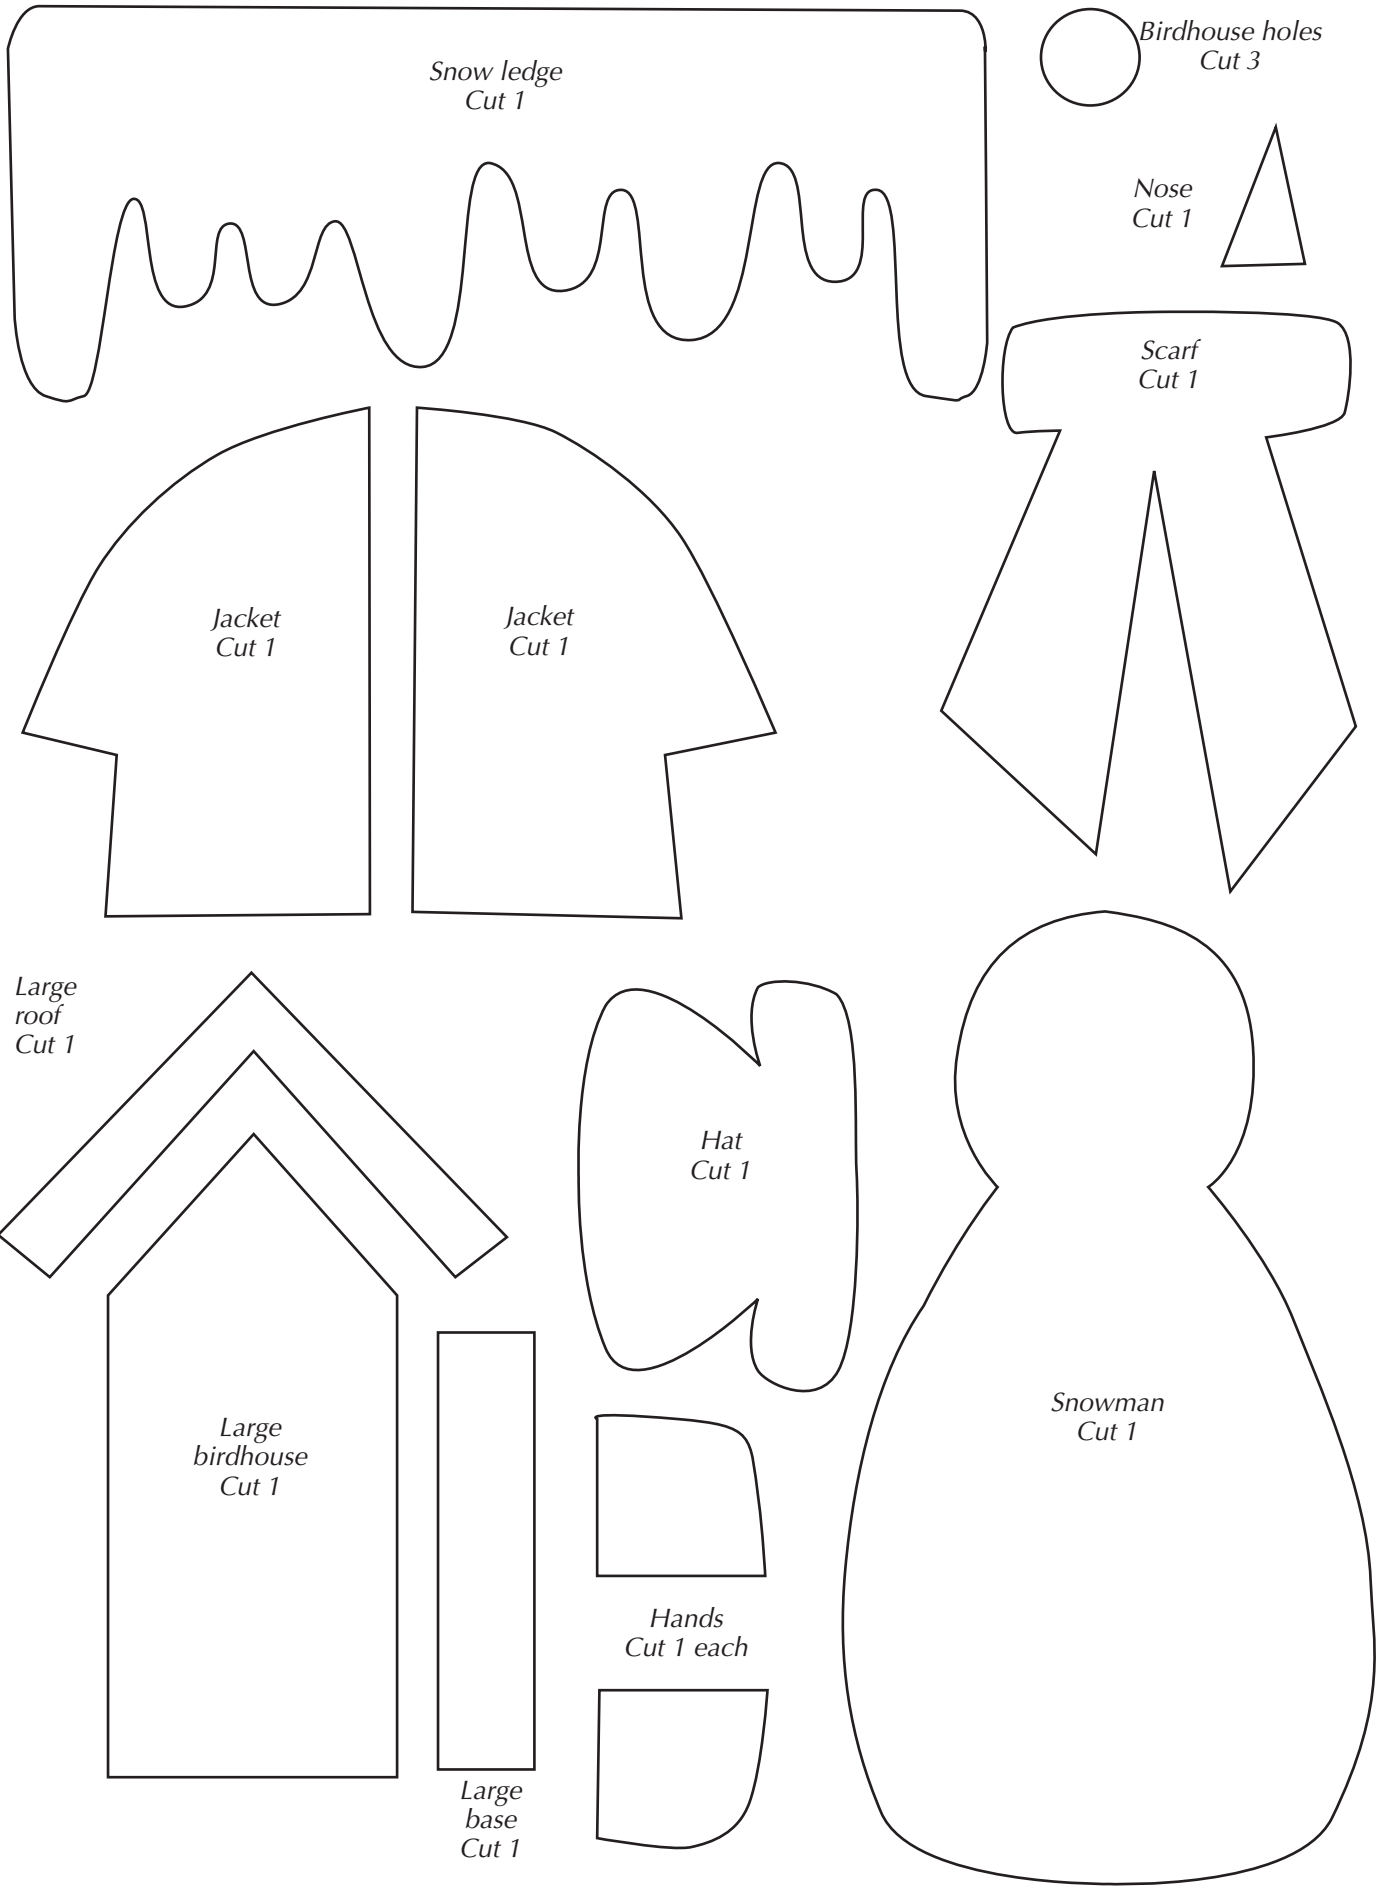 Snow ledge
Cut 1
Birdhouse holes
Cut 3
Nose
Cut 1
Scarf
Cut 1
Jacket
Cut 1
Jacket
Cut 1
Large
roof
Cut 1
Hat
Cut 1
Snowman
Cut 1
Large
birdhouse
Cut 1
Hands
Cut 1 each
Large
base
Cut 1